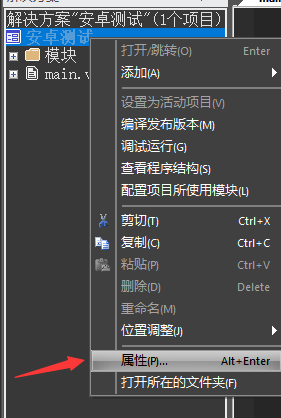 解决方案"安卓测试"(1个项目)
安卓测试
模块
main.v
打开/跳转(O) Enter
添加(A)
设置为活动项目(V)
编译发布版本(M)
调试运行(G)
查看程序结构(S)
配置项目所使用模块(L)
剪切(T) Ctrl+X
复制(C) Ctrl+C
粘贴(P) Ctrl+V
删除(D) Delete
重命名(M)
位置调整(J)
属性(P)... Alt+Enter
打开所在的文件夹(F)